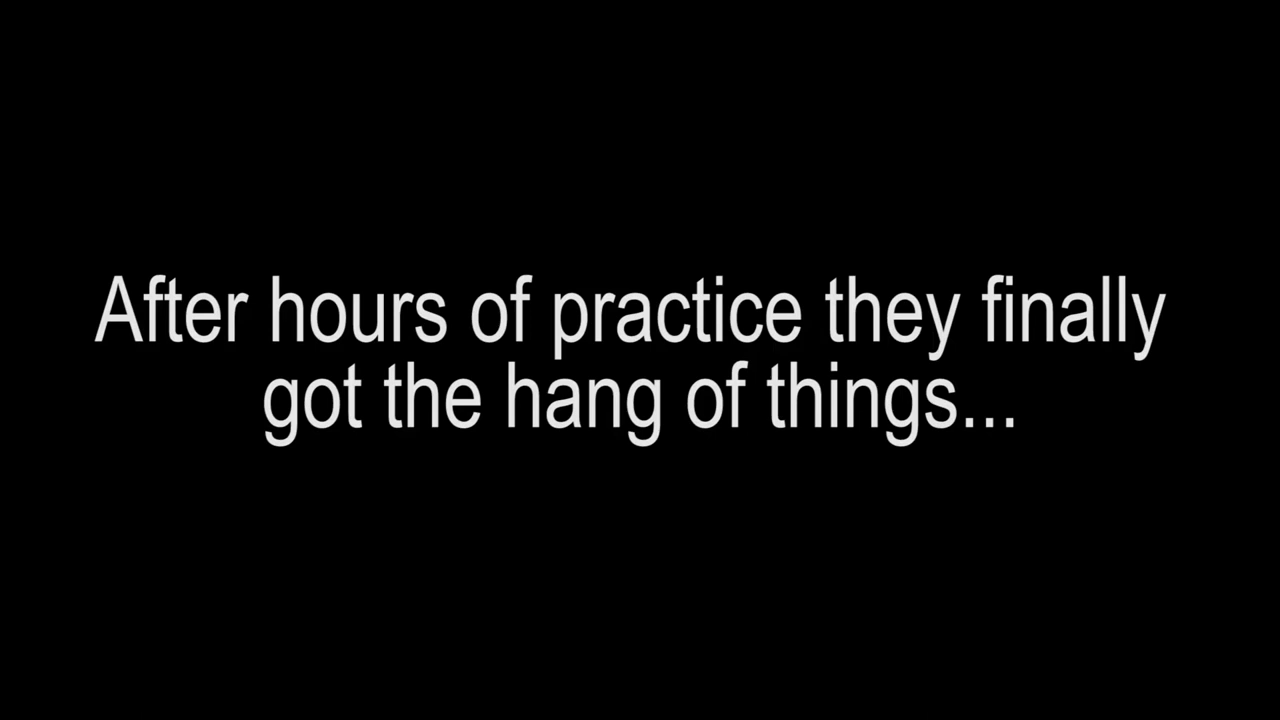 After hours of practice they finally
got the hang of things...